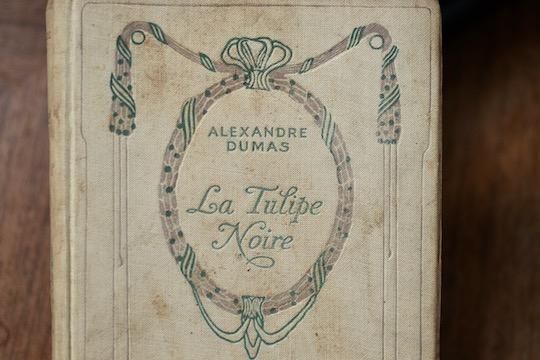 ALEXANDRE
DUMAS
La Tulipe
Noire